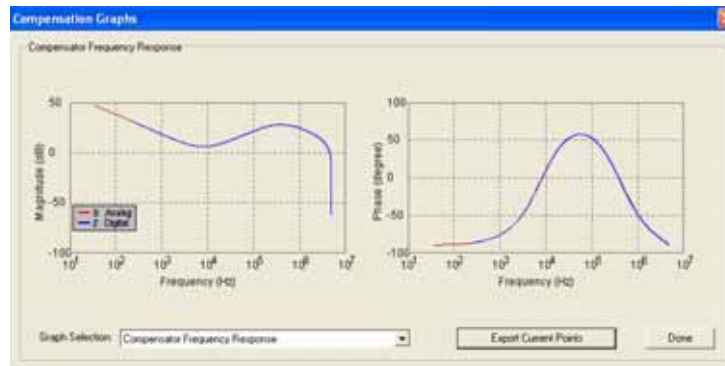 Compensation Graphs
Compensator Frequency Response
50
0
-50
-100
Magnitude (dB)
s Analog
z Digital
10¹ 10² 10³ 10⁴ 10⁵ 10⁶ 10⁷
Frequency (Hz)
100
50
0
-50
-100
Phase (degree)
10¹ 10² 10³ 10⁴ 10⁵ 10⁶ 10⁷
Frequency (Hz)
Graph Selection: Compensator Frequency Response
Export Current Points
Done